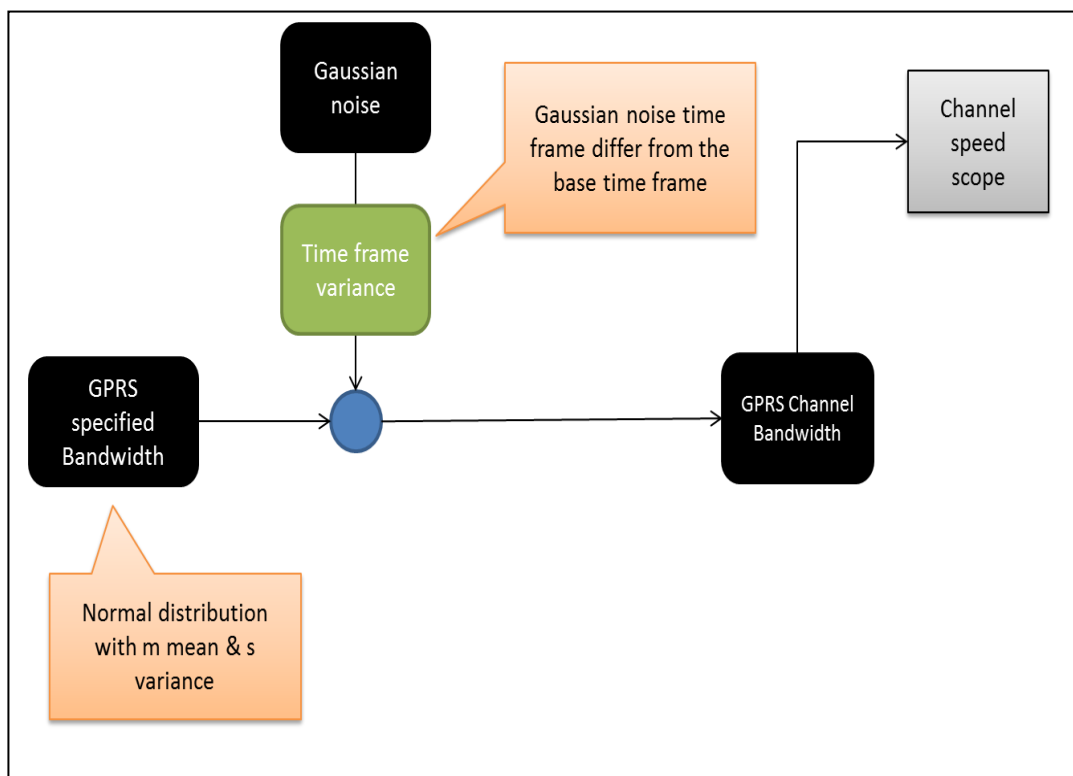 Gaussian
noise
Gaussian noise time
frame differ from the
base time frame
Channel
speed
scope
Time frame
variance
GPRS
specified
Bandwidth
GPRS Channel
Bandwidth
Normal distribution
with m mean & s
variance